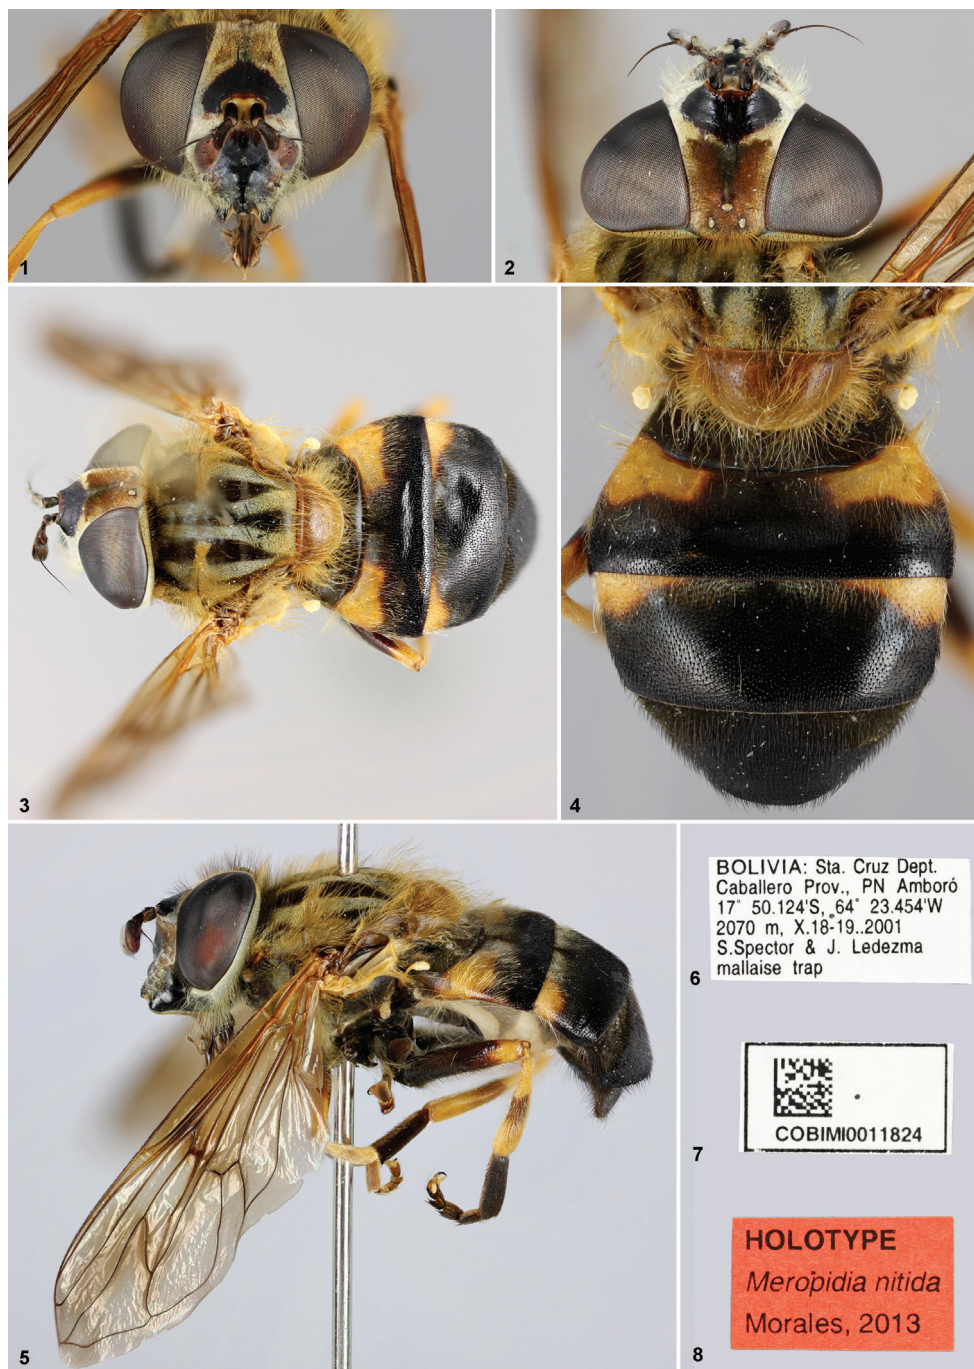 1
2
3
4
5
BOLIVIA: Sta. Cruz Dept.
Caballero Prov., PN Amboró
17° 50.124'S, 64° 23.454'W
2070 m, X.18-19..2001
S.Spector & J. Ledezma
mallaise trap
6
COBIMI0011824
7
HOLOTYPE
Meropidia nitida
Morales, 2013
8